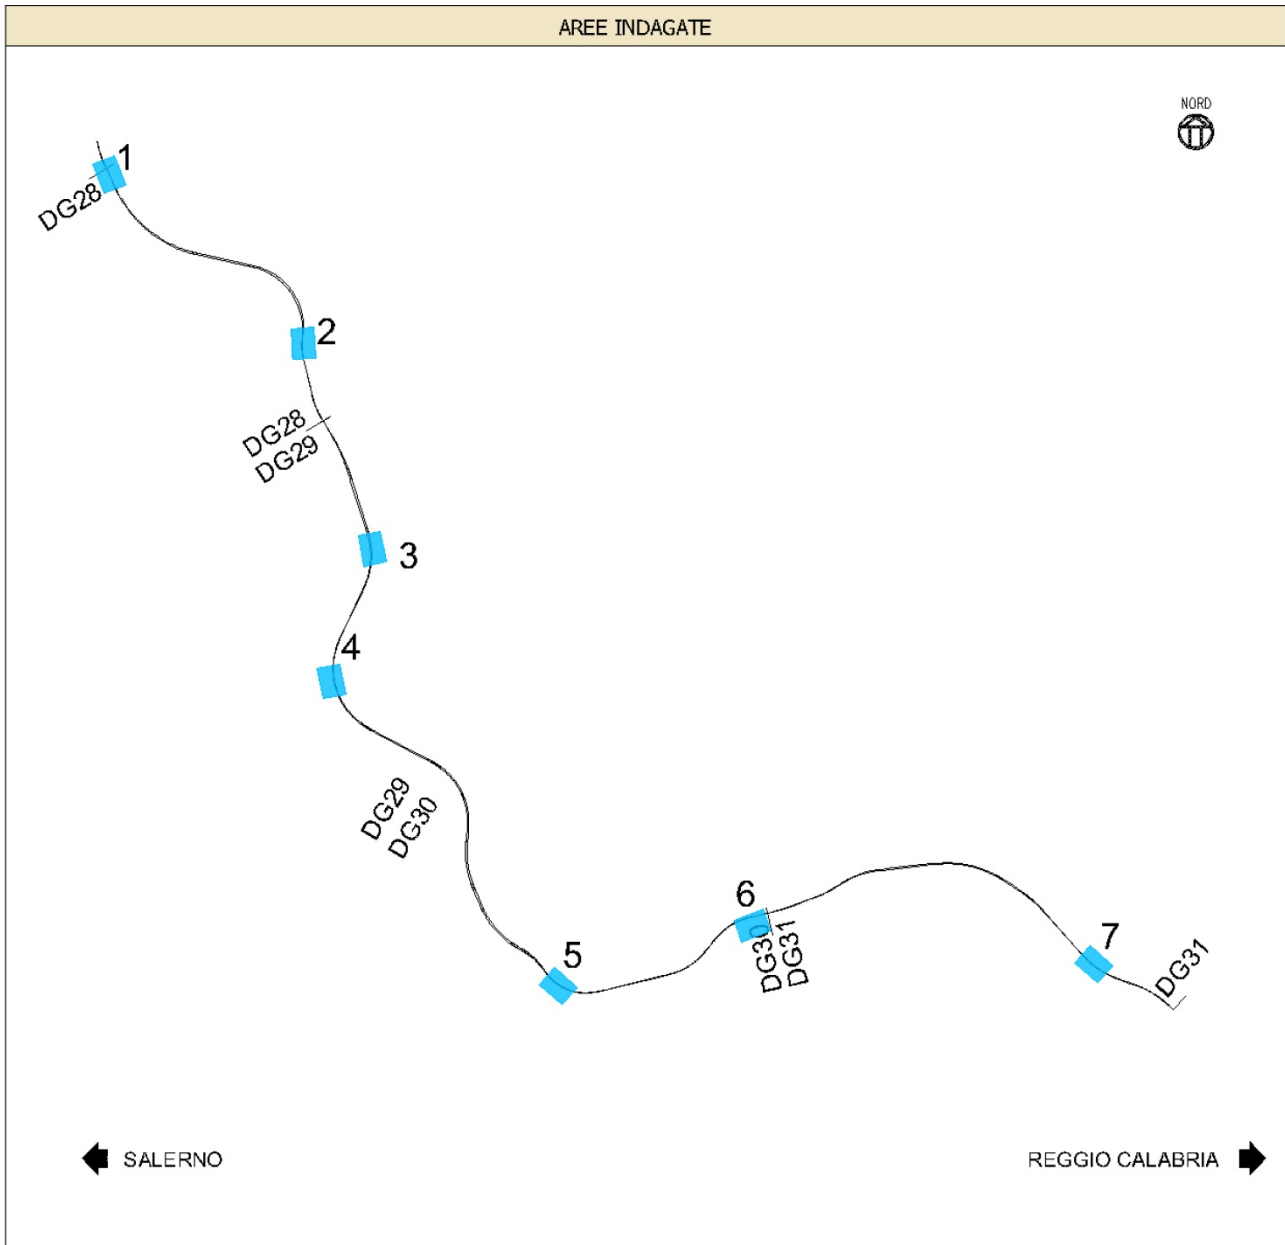 AREE INDAGATE
NORD
1
DG28
2
DG28
DG29
3
4
DG29
DG30
6
5
DG30
DG31
7
DG31
SALERNO
REGGIO CALABRIA